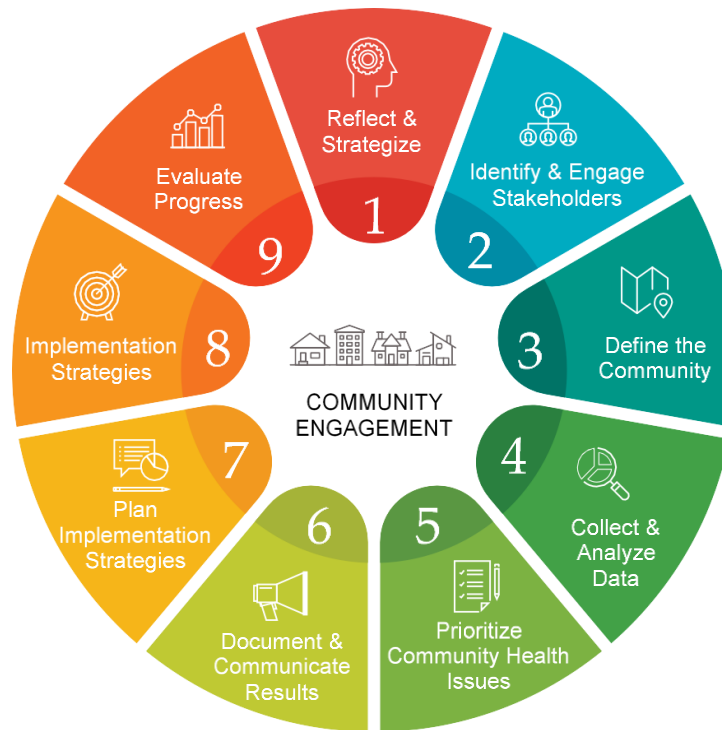 1
Reflect &
Strategize
2
Identify & Engage
Stakeholders
3
Define the
Community
4
Collect &
Analyze
Data
5
Prioritize
Community Health
Issues
6
Document &
Communicate
Results
7
Plan
Implementation
Strategies
8
Implementation
Strategies
9
Evaluate
Progress
COMMUNITY
ENGAGEMENT